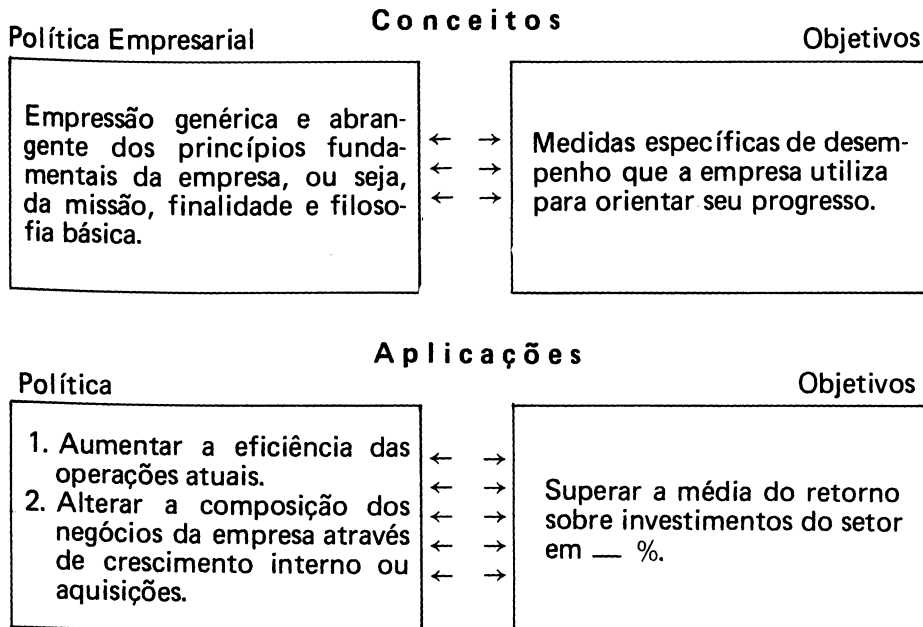 Conceitos
Política Empresarial
Objetivos
Empressão genérica e abran-
gente dos princípios funda-
mentais da empresa, ou seja,
da missão, finalidade e filoso-
fia básica.
← →
← →
← →
Medidas específicas de desem-
penho que a empresa utiliza
para orientar seu progresso.
Aplicações
Política
Objetivos
1. Aumentar a eficiência das
operações atuais.
2. Alterar a composição dos
negócios da empresa através
de crescimento interno ou
aquisições.
← →
← →
← →
← →
← →
Superar a média do retorno
sobre investimentos do setor
em — %.